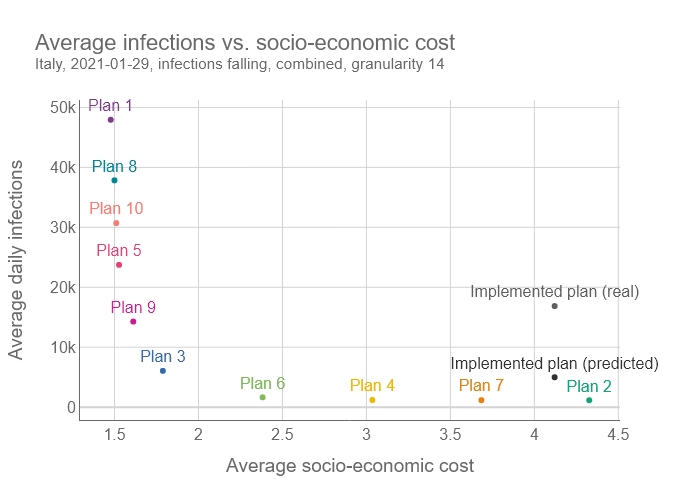 Average infections vs. socio-economic cost
Italy, 2021-01-29, infections falling, combined, granularity 14
50k
Plan 1
40k
Plan 8
Plan 10
30k
Plan 5
20k
Implemented plan (real)
Plan 9
10k
Plan 3
Implemented plan (predicted)
Plan 6
Plan 4
Plan 7
Plan 2
0
1.5
2
2.5
3
3.5
4
4.5
Average socio-economic cost
Average daily infections